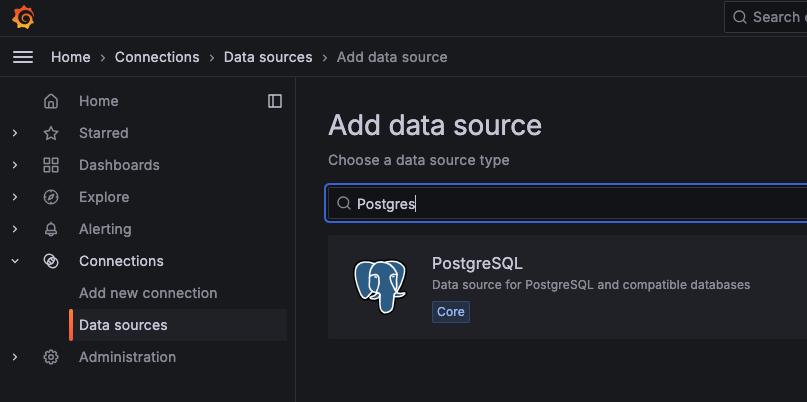 Search
Home › Connections › Data sources › Add data source
Home
Starred
Dashboards
Explore
Alerting
Connections
Add new connection
Data sources
Administration
Add data source
Choose a data source type
Postgres
PostgreSQL
Data source for PostgreSQL and compatible databases
Core